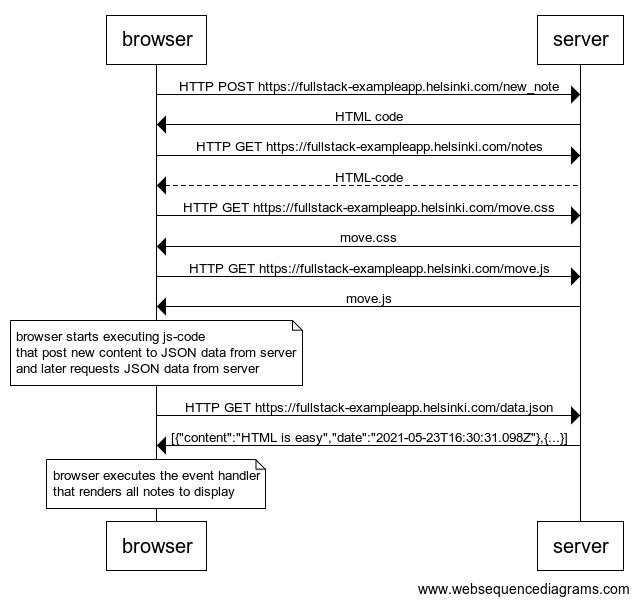 browser
server
HTTP POST https://fullstack-exampleapp.helsinki.com/new_note
HTML code
HTTP GET https://fullstack-exampleapp.helsinki.com/notes
HTML-code
HTTP GET https://fullstack-exampleapp.helsinki.com/move.css
move.css
HTTP GET https://fullstack-exampleapp.helsinki.com/move.js
move.js
browser starts executing js-code
that post new content to JSON data from server
and later requests JSON data from server
HTTP GET https://fullstack-exampleapp.helsinki.com/data.json
[{"content":"HTML is easy","date":"2021-05-23T16:30:31.098Z"},{...}]
browser executes the event handler
that renders all notes to display
browser
server
www.websequencediagrams.com